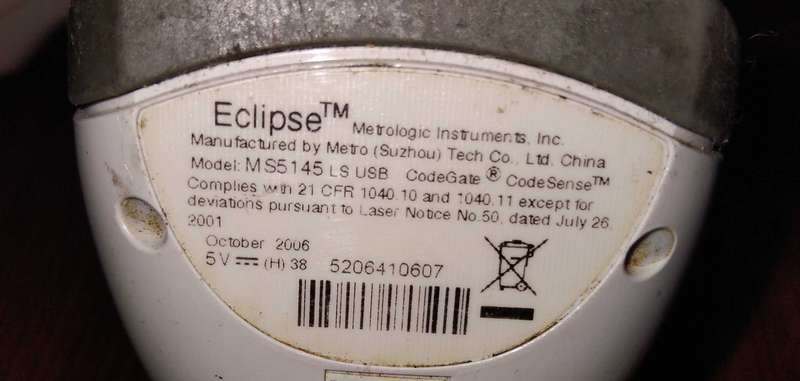 Eclipse™ Metrologic Instruments, Inc.
Manufactured by Metro (Suzhou) Tech Co., Ltd. China
Model: MS5145 LS USB CodeGate® CodeSense™
Complies with 21 CFR 1040.10 and 1040.11 except for
deviations pursuant to Laser Notice No.50, dated July 26,
2001
October 2006
5V ⎓ (H) 38 5206410607